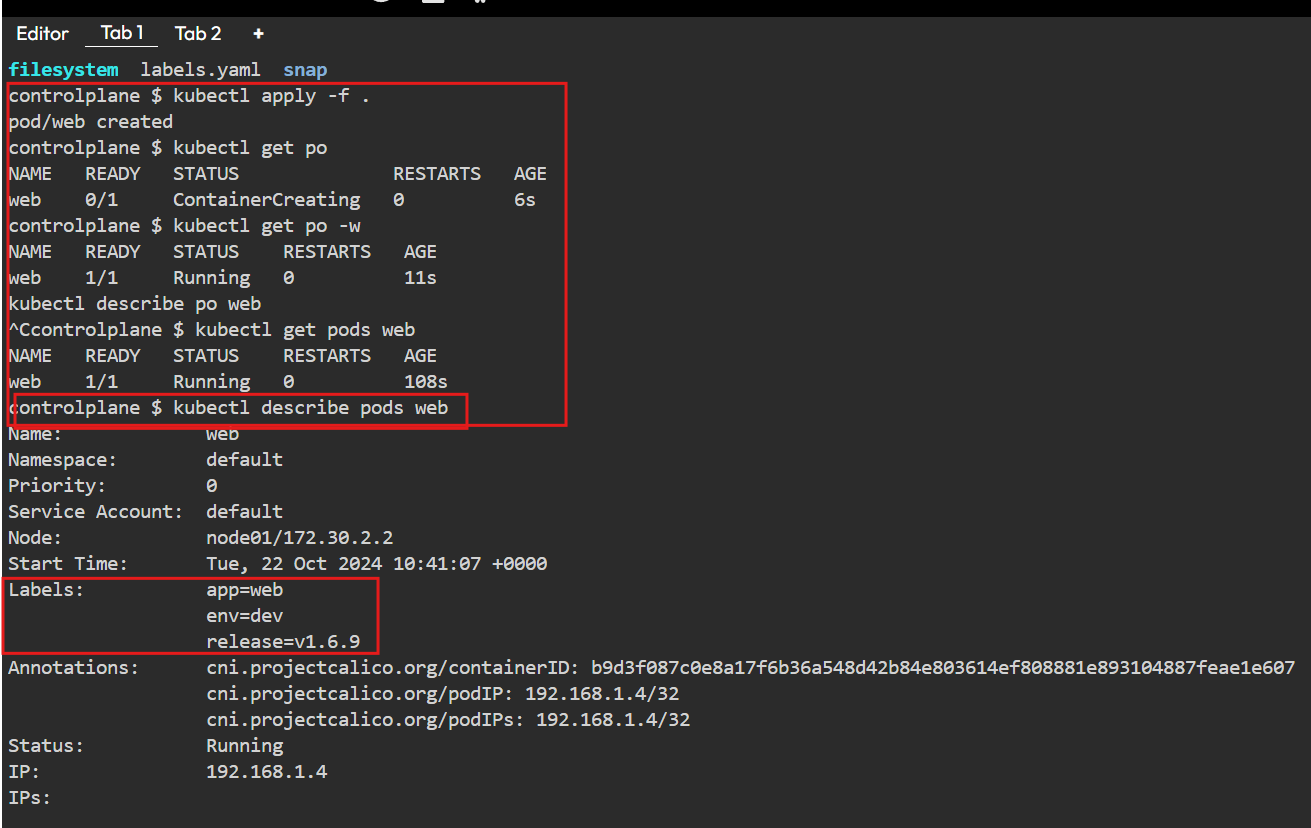 Editor Tab 1 Tab 2 +
filesystem labels.yaml snap
controlplane $ kubectl apply -f .
pod/web created
controlplane $ kubectl get po
NAME READY STATUS RESTARTS AGE
web 0/1 ContainerCreating 0 6s
controlplane $ kubectl get po -w
NAME READY STATUS RESTARTS AGE
web 1/1 Running 0 11s
kubectl describe po web
^Ccontrolplane $ kubectl get pods web
NAME READY STATUS RESTARTS AGE
web 1/1 Running 0 108s
controlplane $ kubectl describe pods web
Name: web
Namespace: default
Priority: 0
Service Account: default
Node: node01/172.30.2.2
Start Time: Tue, 22 Oct 2024 10:41:07 +0000
Labels: app=web
env=dev
release=v1.6.9
Annotations: cni.projectcalico.org/containerID: b9d3f087c0e8a17f6b36a548d42b84e803614ef808881e893104887feae1e607
cni.projectcalico.org/podIP: 192.168.1.4/32
cni.projectcalico.org/podIPs: 192.168.1.4/32
Status: Running
IP: 192.168.1.4
IPs: